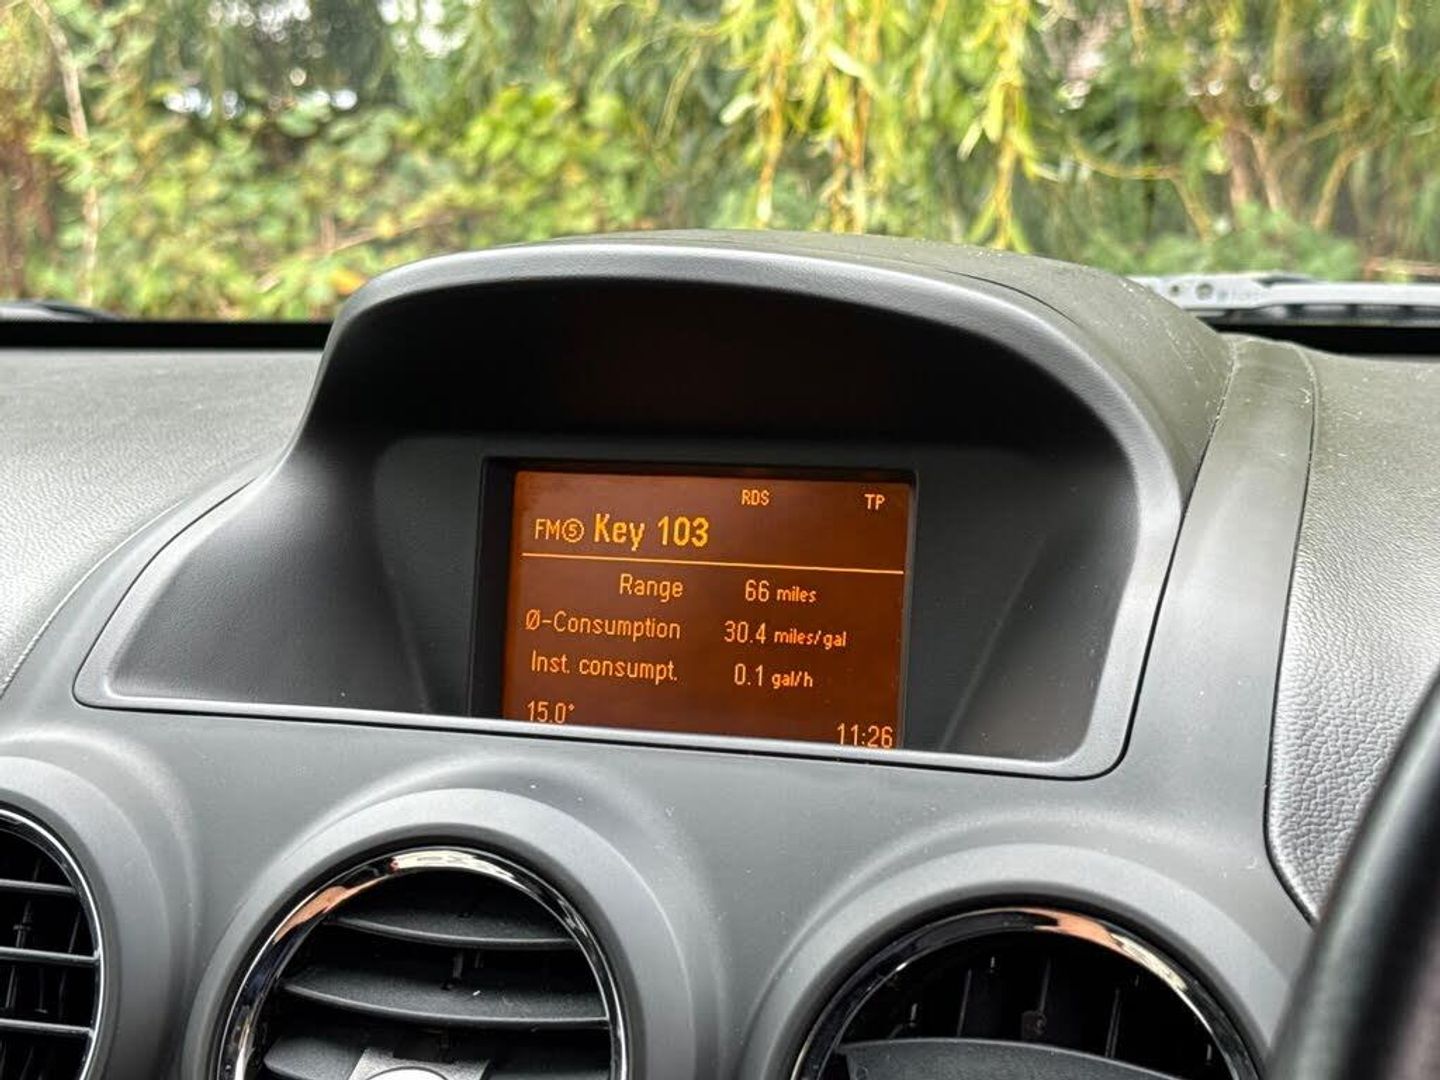 RDS TP
FM⑤ Key 103
Range 66 miles
Ø-Consumption 30.4 miles/gal
Inst. consumpt. 0.1 gal/h
15.0° 11:26